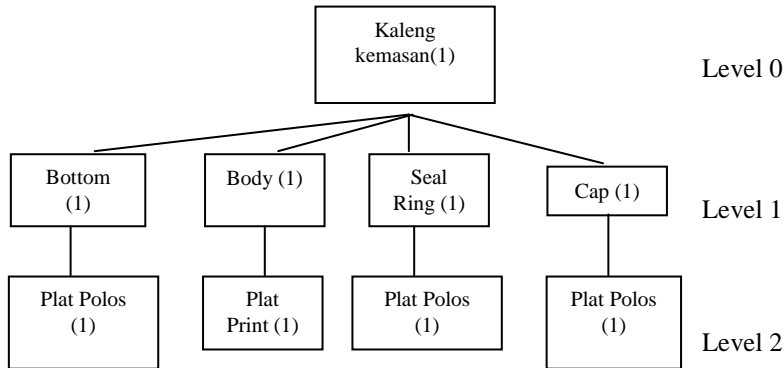 Kaleng
kemasan(1)
Level 0
Bottom
(1)
Body (1)
Seal
Ring (1)
Cap (1)
Level 1
Plat Polos
(1)
Plat
Print (1)
Plat Polos
(1)
Plat Polos
(1)
Level 2